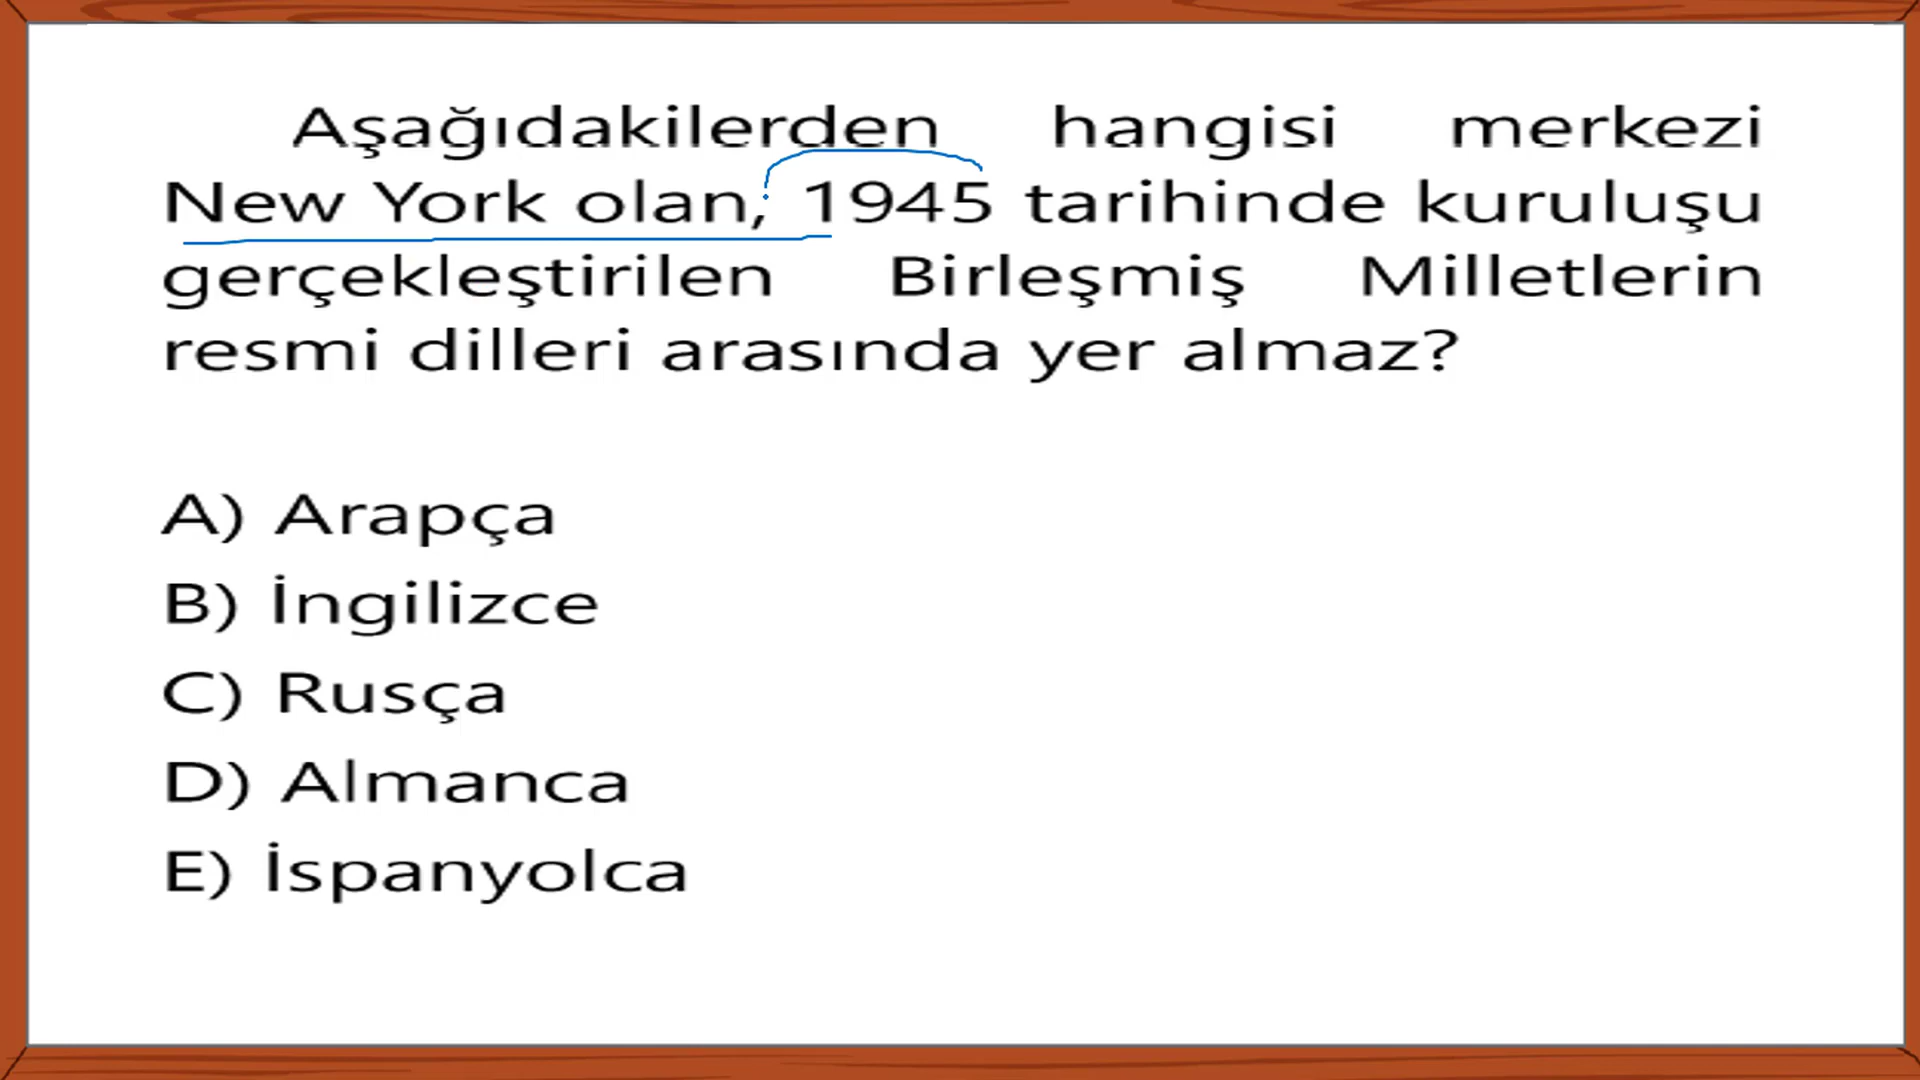 Aşağıdakilerden hangisi merkezi
New York olan, 1945 tarihinde kuruluşu
gerçekleştirilen Birleşmiş Milletlerin
resmi dilleri arasında yer almaz?
A) Arapça
B) İngilizce
C) Rusça
D) Almanca
E) İspanyolca